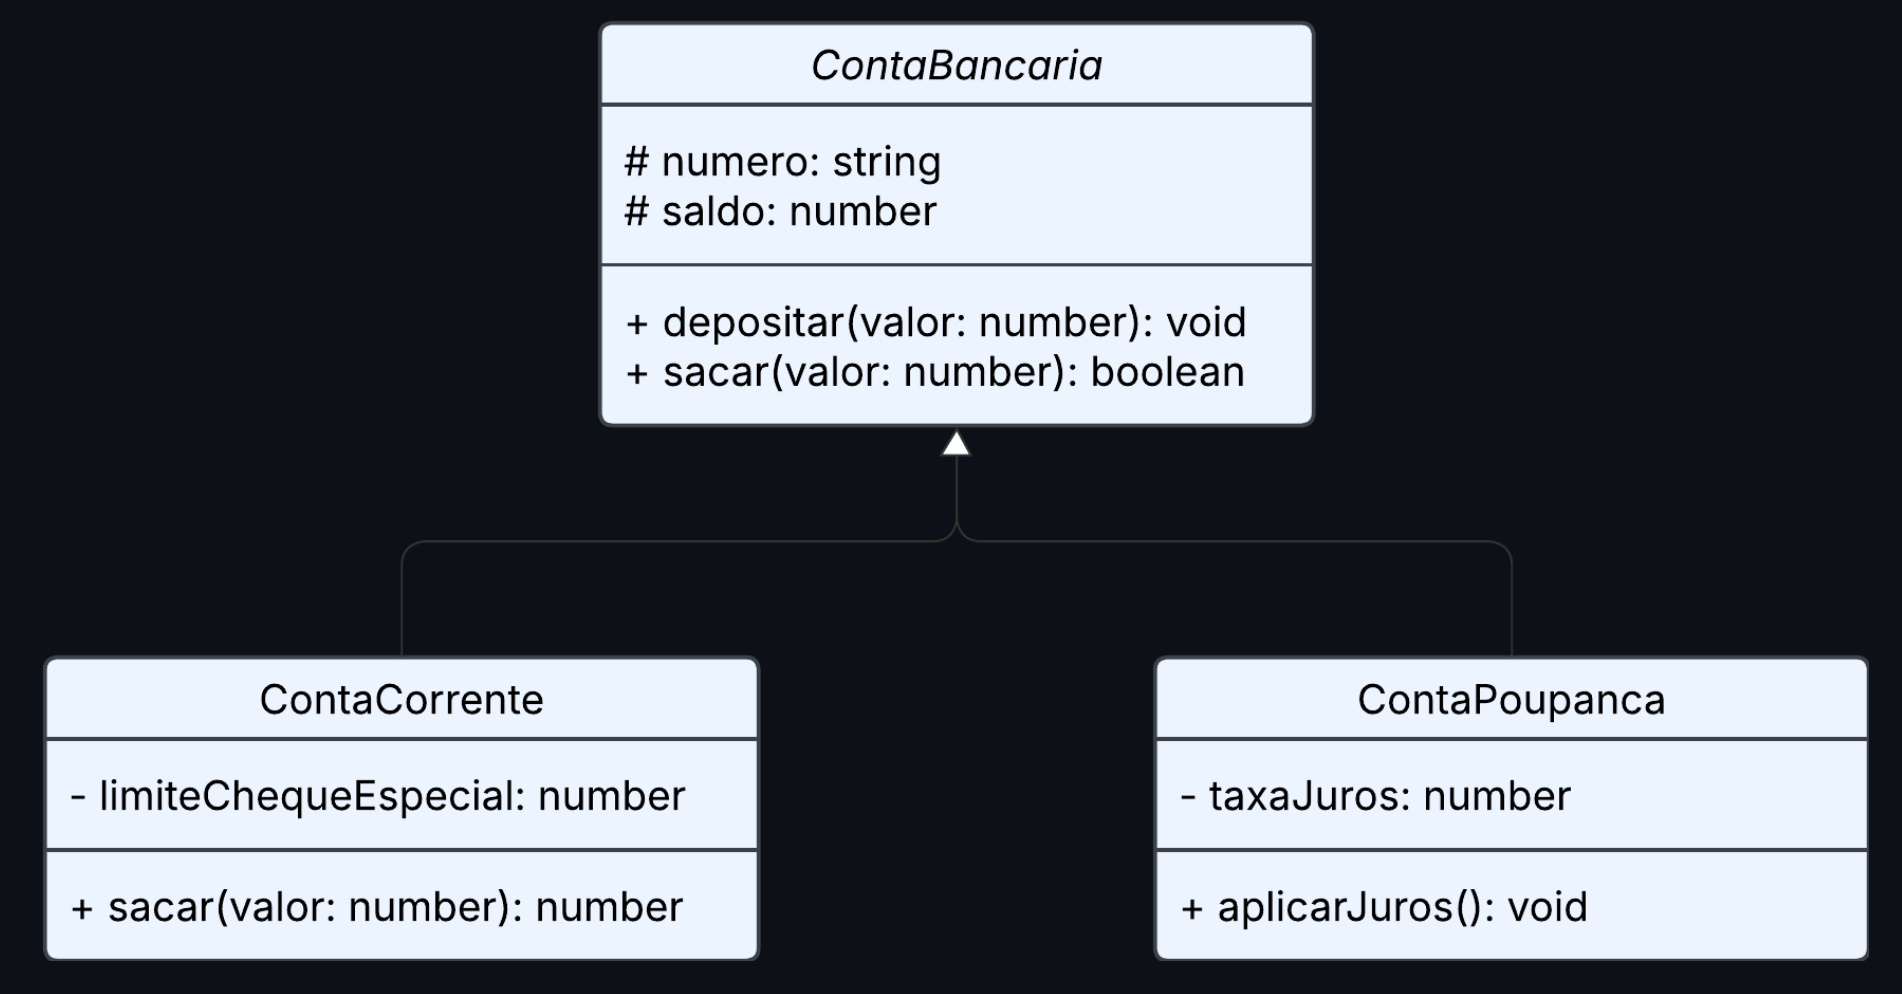 ContaBancaria
# numero: string
# saldo: number
+ depositar(valor: number): void
+ sacar(valor: number): boolean
ContaCorrente
- limiteChequeEspecial: number
+ sacar(valor: number): number
ContaPoupanca
- taxaJuros: number
+ aplicarJuros(): void